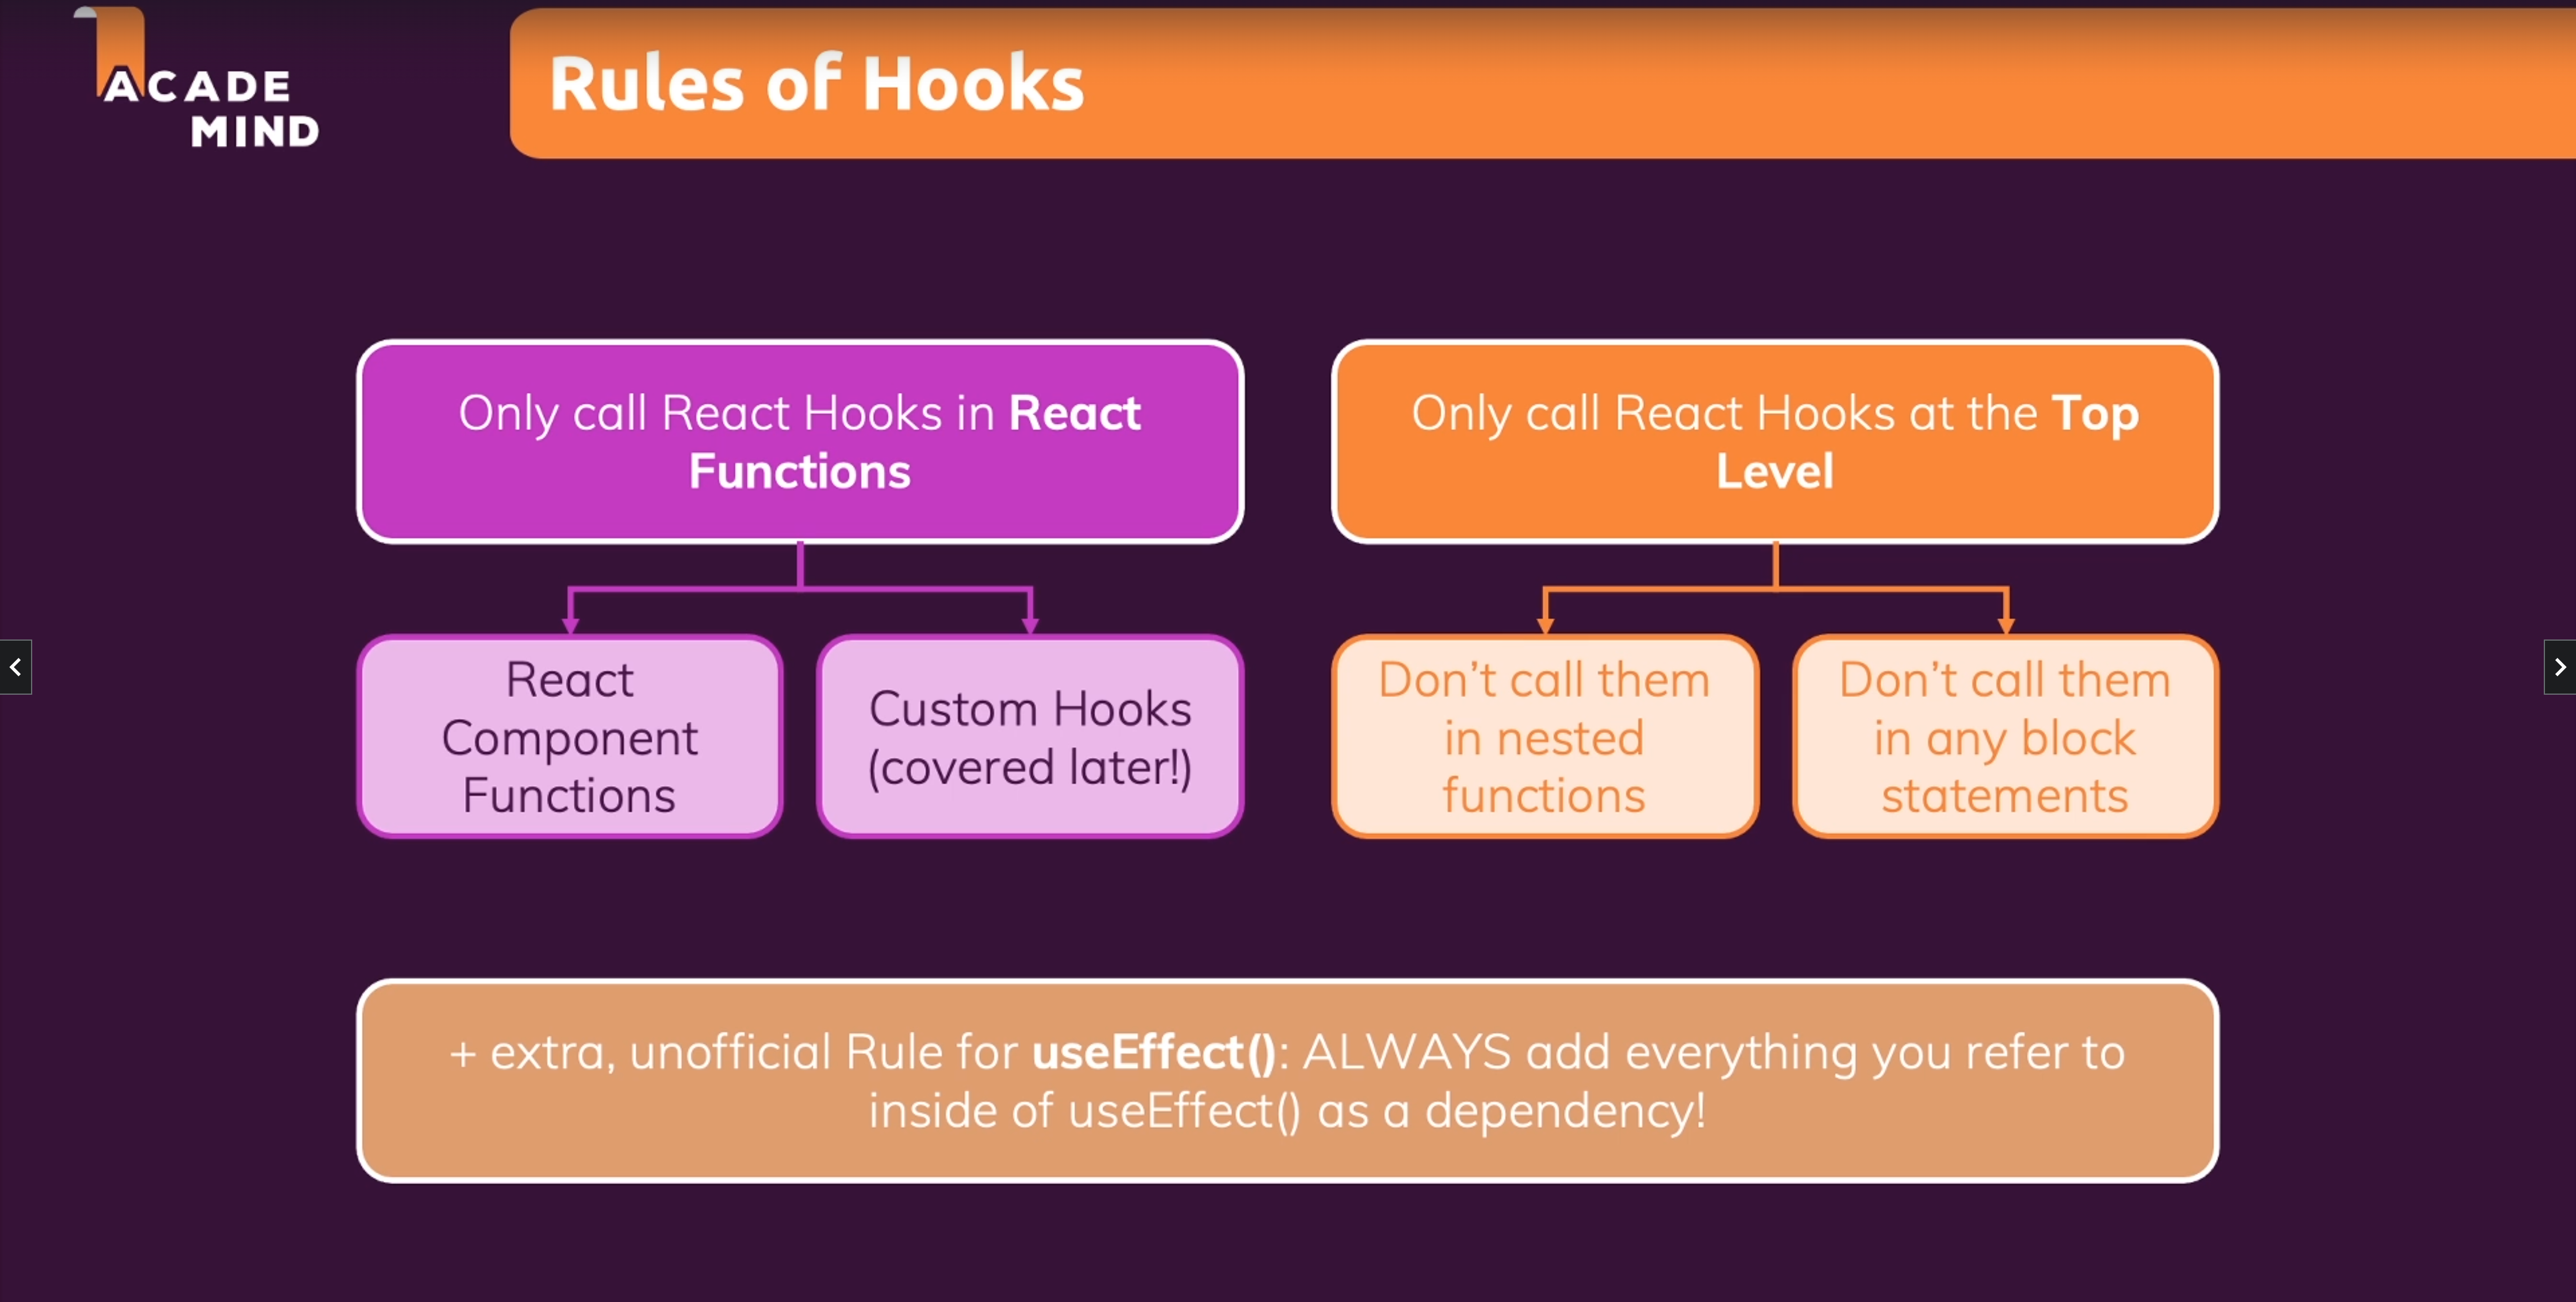 ACADE
MIND
Rules of Hooks
Only call React Hooks in React
Functions
Only call React Hooks at the Top
Level
React
Component
Functions
Custom Hooks
(covered later!)
Don’t call them
in nested
functions
Don’t call them
in any block
statements
+ extra, unofficial Rule for useEffect(): ALWAYS add everything you refer to
inside of useEffect() as a dependency!